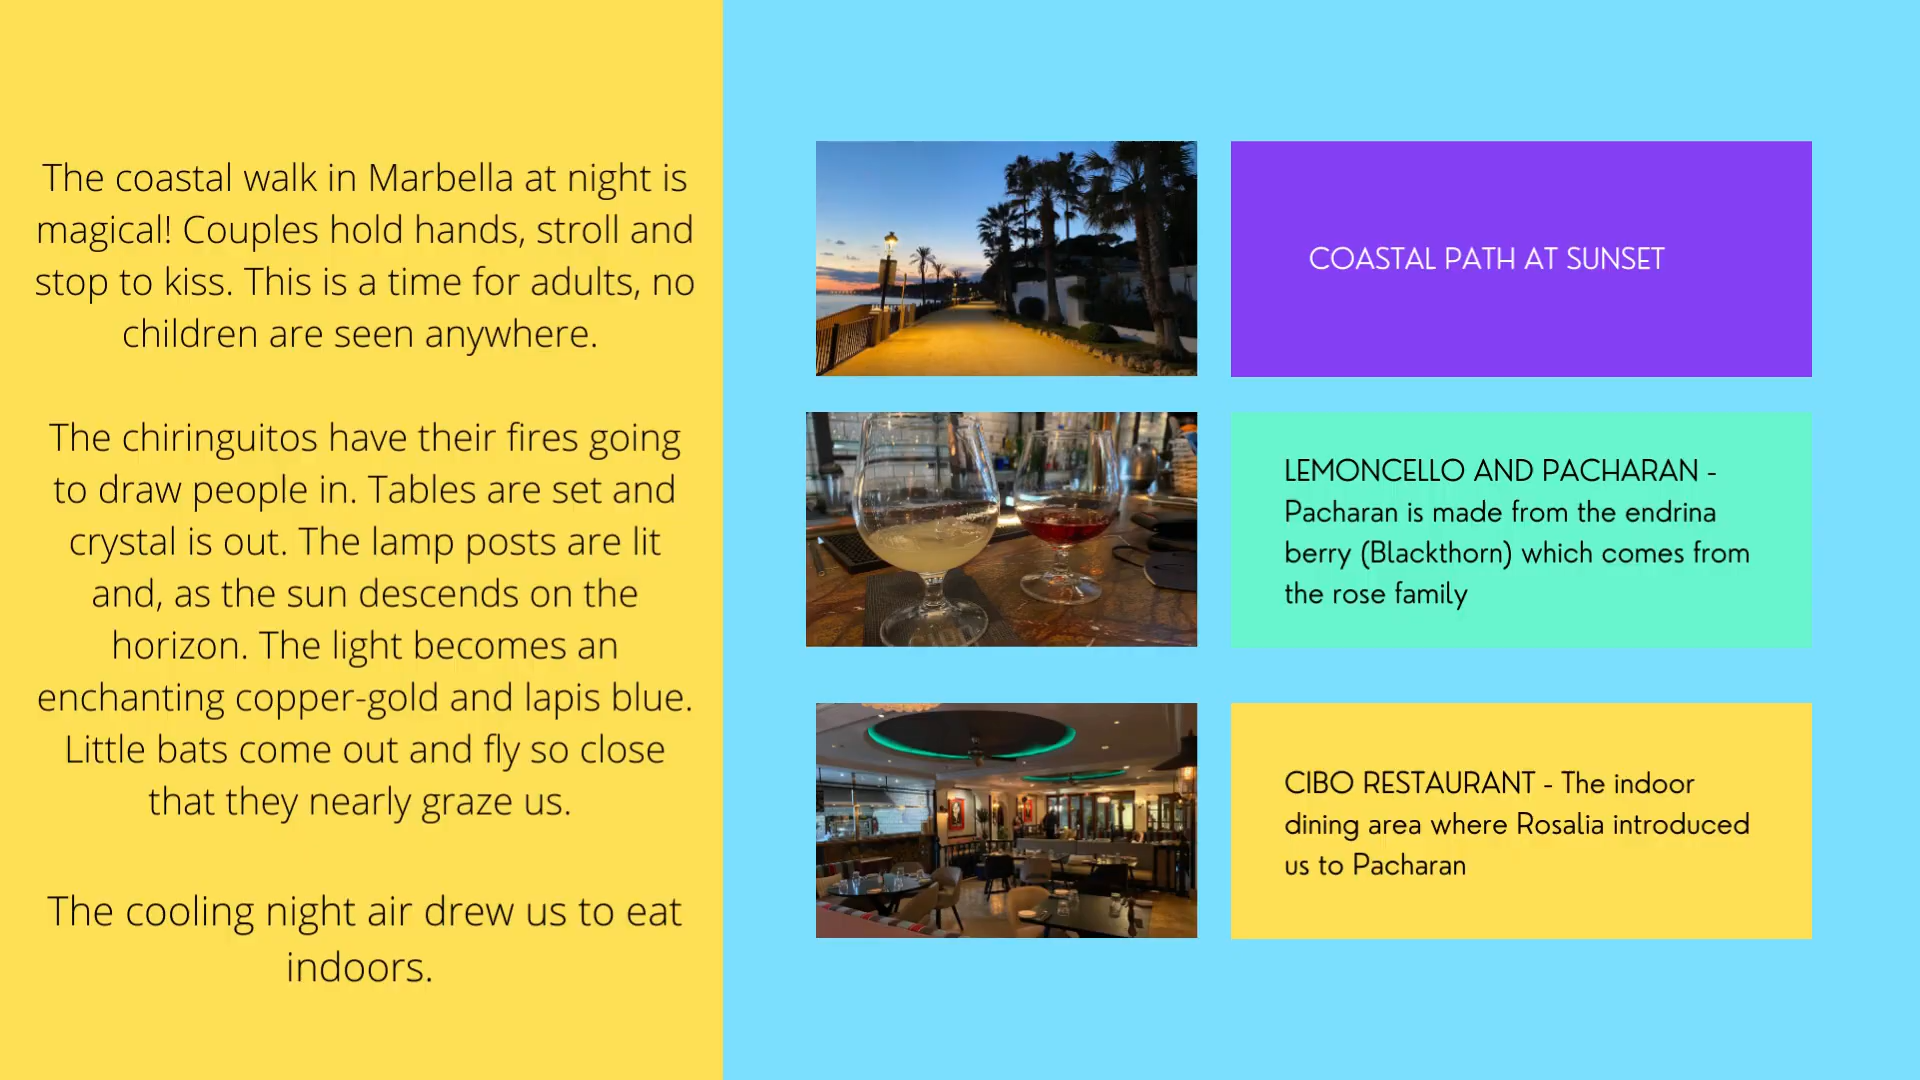 The coastal walk in Marbella at night is
magical! Couples hold hands, stroll and
stop to kiss. This is a time for adults, no
children are seen anywhere.
The chiringuitos have their fires going
to draw people in. Tables are set and
crystal is out. The lamp posts are lit
and, as the sun descends on the
horizon. The light becomes an
enchanting copper-gold and lapis blue.
Little bats come out and fly so close
that they nearly graze us.
The cooling night air drew us to eat
indoors.
COASTAL PATH AT SUNSET
LEMONCELLO AND PACHARAN -
Pacharan is made from the endrina
berry (Blackthorn) which comes from
the rose family
CIBO RESTAURANT - The indoor
dining area where Rosalia introduced
us to Pacharan